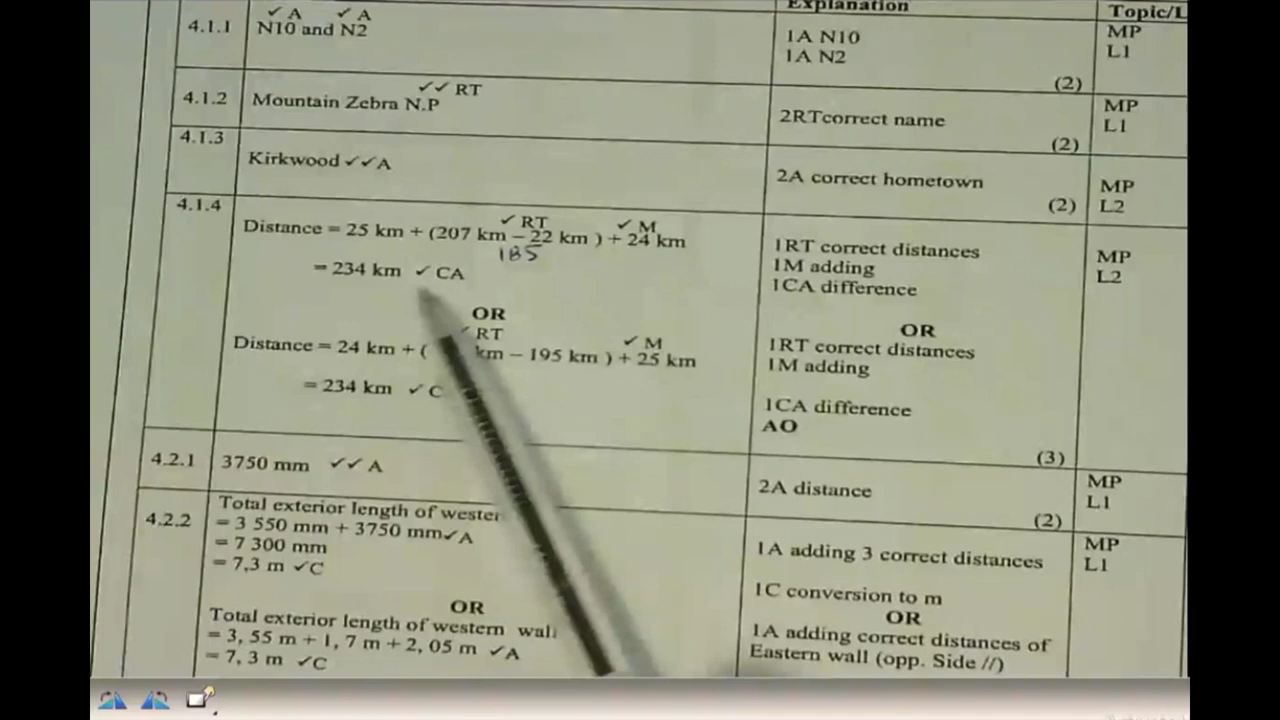 Explanation Topic/L
✓A ✓A
4.1.1 N10 and N2 1A N10 MP
1A N2 L1
(2)
✓✓RT
4.1.2 Mountain Zebra N.P 2RTcorrect name MP
L1
(2)
4.1.3 Kirkwood ✓✓A 2A correct hometown MP
(2) L2
4.1.4 ✓RT ✓M
Distance = 25 km + (207 km – 22 km ) + 24 km 1RT correct distances MP
185
= 234 km ✓CA 1M adding L2
1CA difference
OR OR
✓RT ✓M
Distance = 24 km + ( km – 195 km ) + 25 km 1RT correct distances
1M adding
= 234 km ✓C 1CA difference
AO
(3)
4.2.1 3750 mm ✓✓A 2A distance MP
(2) L1
4.2.2 Total exterior length of wester
= 3 550 mm + 3750 mm✓A 1A adding 3 correct distances MP
= 7 300 mm L1
= 7,3 m ✓C 1C conversion to m
OR OR
Total exterior length of western wall 1A adding correct distances of
= 3, 55 m + 1, 7 m + 2, 05 m ✓A Eastern wall (opp. Side //)
= 7, 3 m ✓C